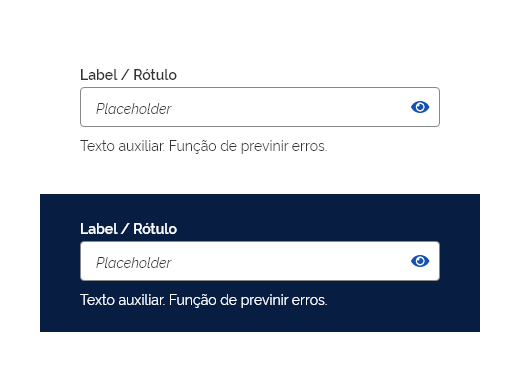 Label / Rótulo
Placeholder
Texto auxiliar. Função de previnir erros.
Label / Rótulo
Placeholder
Texto auxiliar. Função de previnir erros.